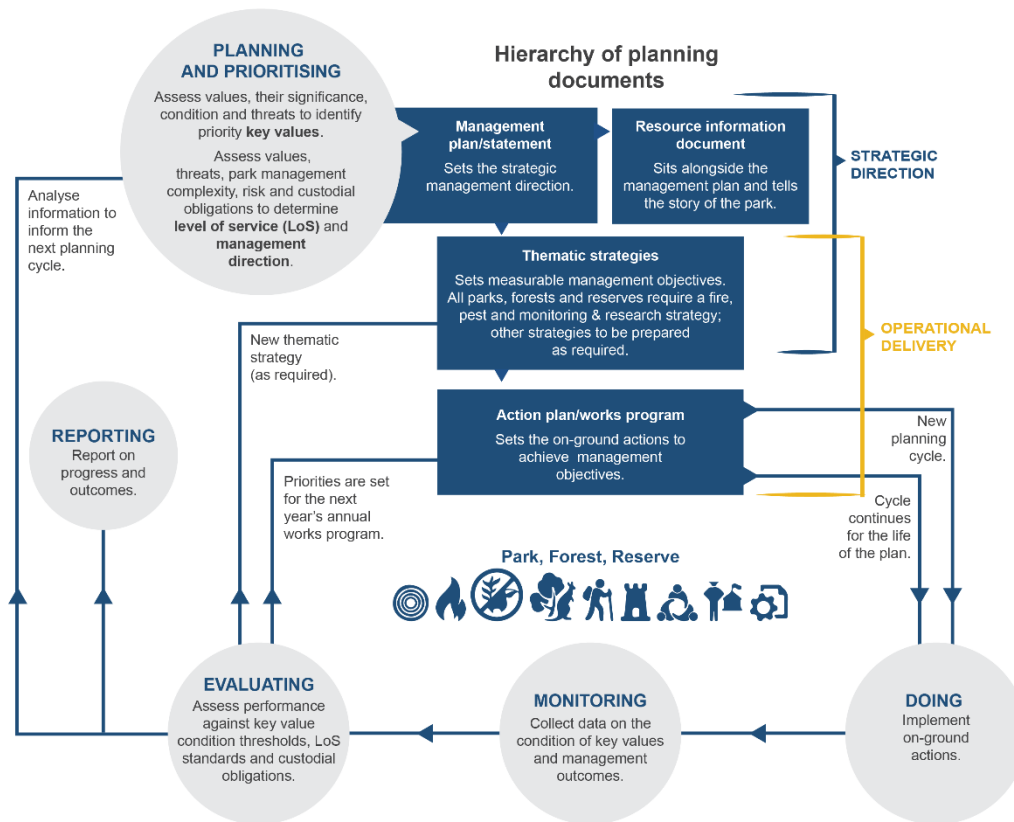 PLANNING
AND PRIORITISING
Assess values, their significance,
condition and threats to identify
priority key values.
Assess values,
threats, park management
complexity, risk and custodial
obligations to determine
level of service (LoS) and
management
direction.
Hierarchy of planning
documents
Management
plan/statement
Sets the strategic
management direction.
Resource information
document
Sits alongside the
management plan and tells
the story of the park.
STRATEGIC
DIRECTION
Analyse
information to
inform the
next planning
cycle.
Thematic strategies
Sets measurable management objectives.
All parks, forests and reserves require a fire,
pest and monitoring & research strategy;
other strategies to be prepared
as required.
OPERATIONAL
DELIVERY
New thematic
strategy
(as required).
Action plan/works program
Sets the on-ground actions to
achieve management
objectives.
New
planning
cycle.
REPORTING
Report on
progress and
outcomes.
Priorities are set
for the next
year's annual
works program.
Cycle
continues
for the life
of the plan.
Park, Forest, Reserve
EVALUATING
Assess performance
against key value
condition thresholds, LoS
standards and custodial
obligations.
MONITORING
Collect data on the
condition of key values
and management
outcomes.
DOING
Implement
on-ground
actions.